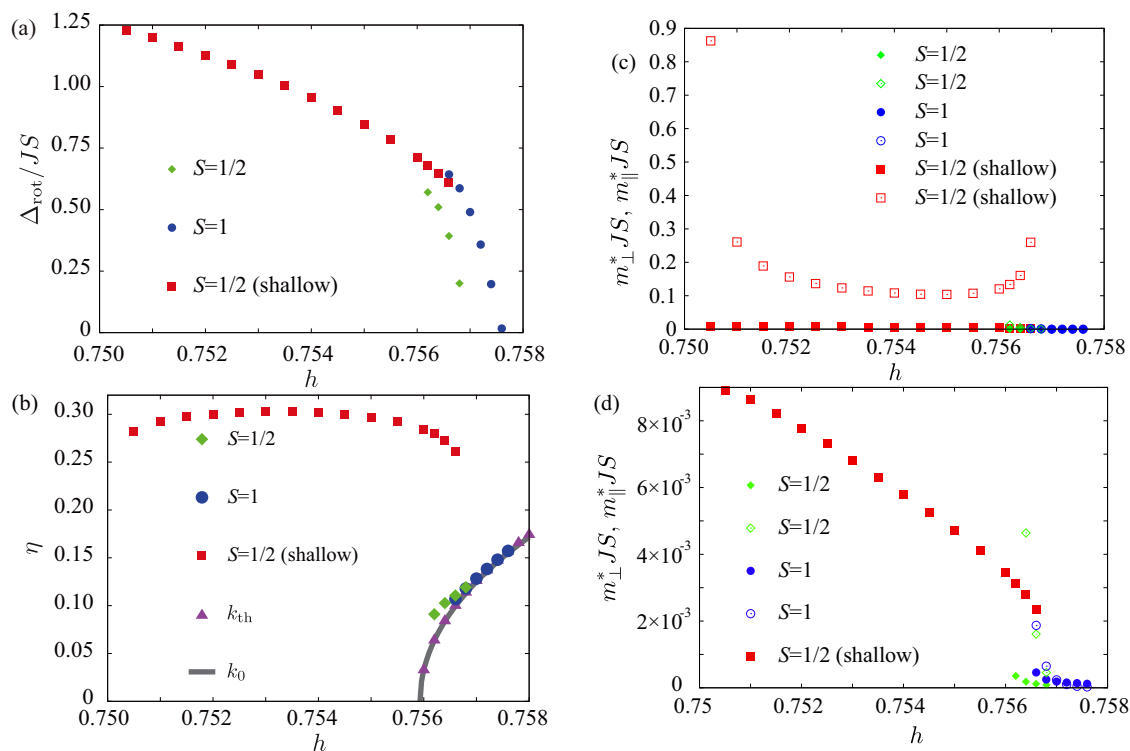 (a)
1.25
1.00
0.75
0.50
0.25
0
Δrot/JS
S=1/2
S=1
S=1/2 (shallow)
0.750
0.752
0.754
0.756
0.758
h
(b)
0.30
0.25
0.20
0.15
0.10
0.05
0
η
S=1/2
S=1
S=1/2 (shallow)
kth
k0
0.750
0.752
0.754
0.756
0.758
h
(c)
0.9
0.8
0.7
0.6
0.5
0.4
0.3
0.2
0.1
0
m*⊥JS, m*∥JS
S=1/2
S=1/2
S=1
S=1
S=1/2 (shallow)
S=1/2 (shallow)
0.750
0.752
0.754
0.756
0.758
h
(d)
8×10-3
6×10-3
4×10-3
2×10-3
0
m*⊥JS, m*∥JS
S=1/2
S=1/2
S=1
S=1
S=1/2 (shallow)
0.75
0.752
0.754
0.756
0.758
h